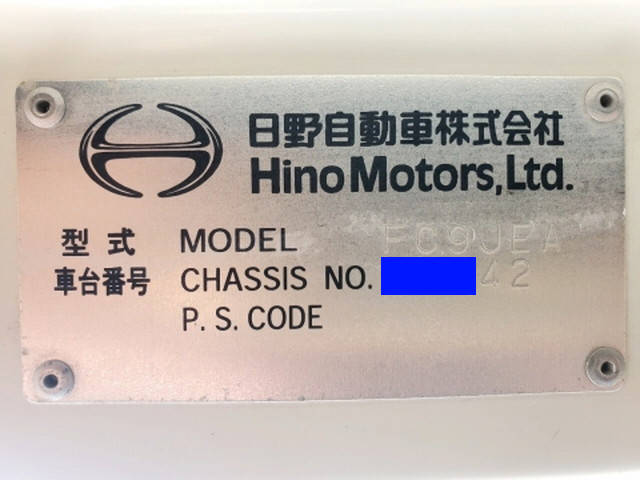 日野自動車株式会社
Hino Motors, Ltd.
型式 MODEL FC9JEA
車台番号 CHASSIS NO. 42
P. S. CODE